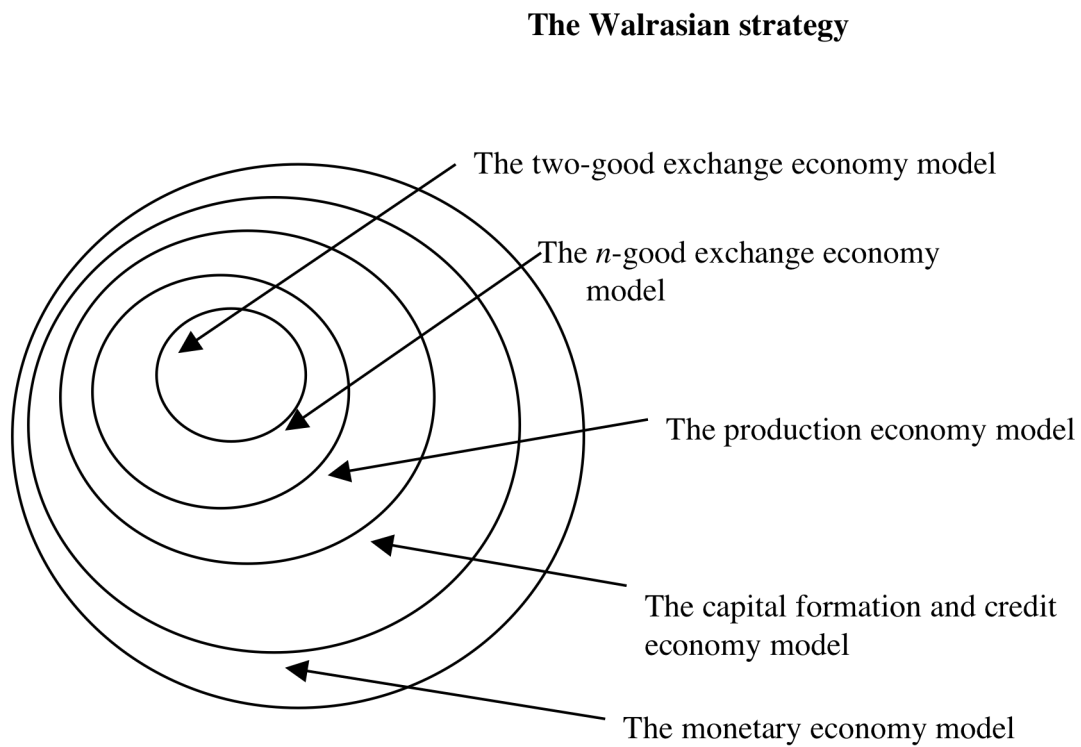 The Walrasian strategy
The two-good exchange economy model
The n-good exchange economy
model
The production economy model
The capital formation and credit
economy model
The monetary economy model